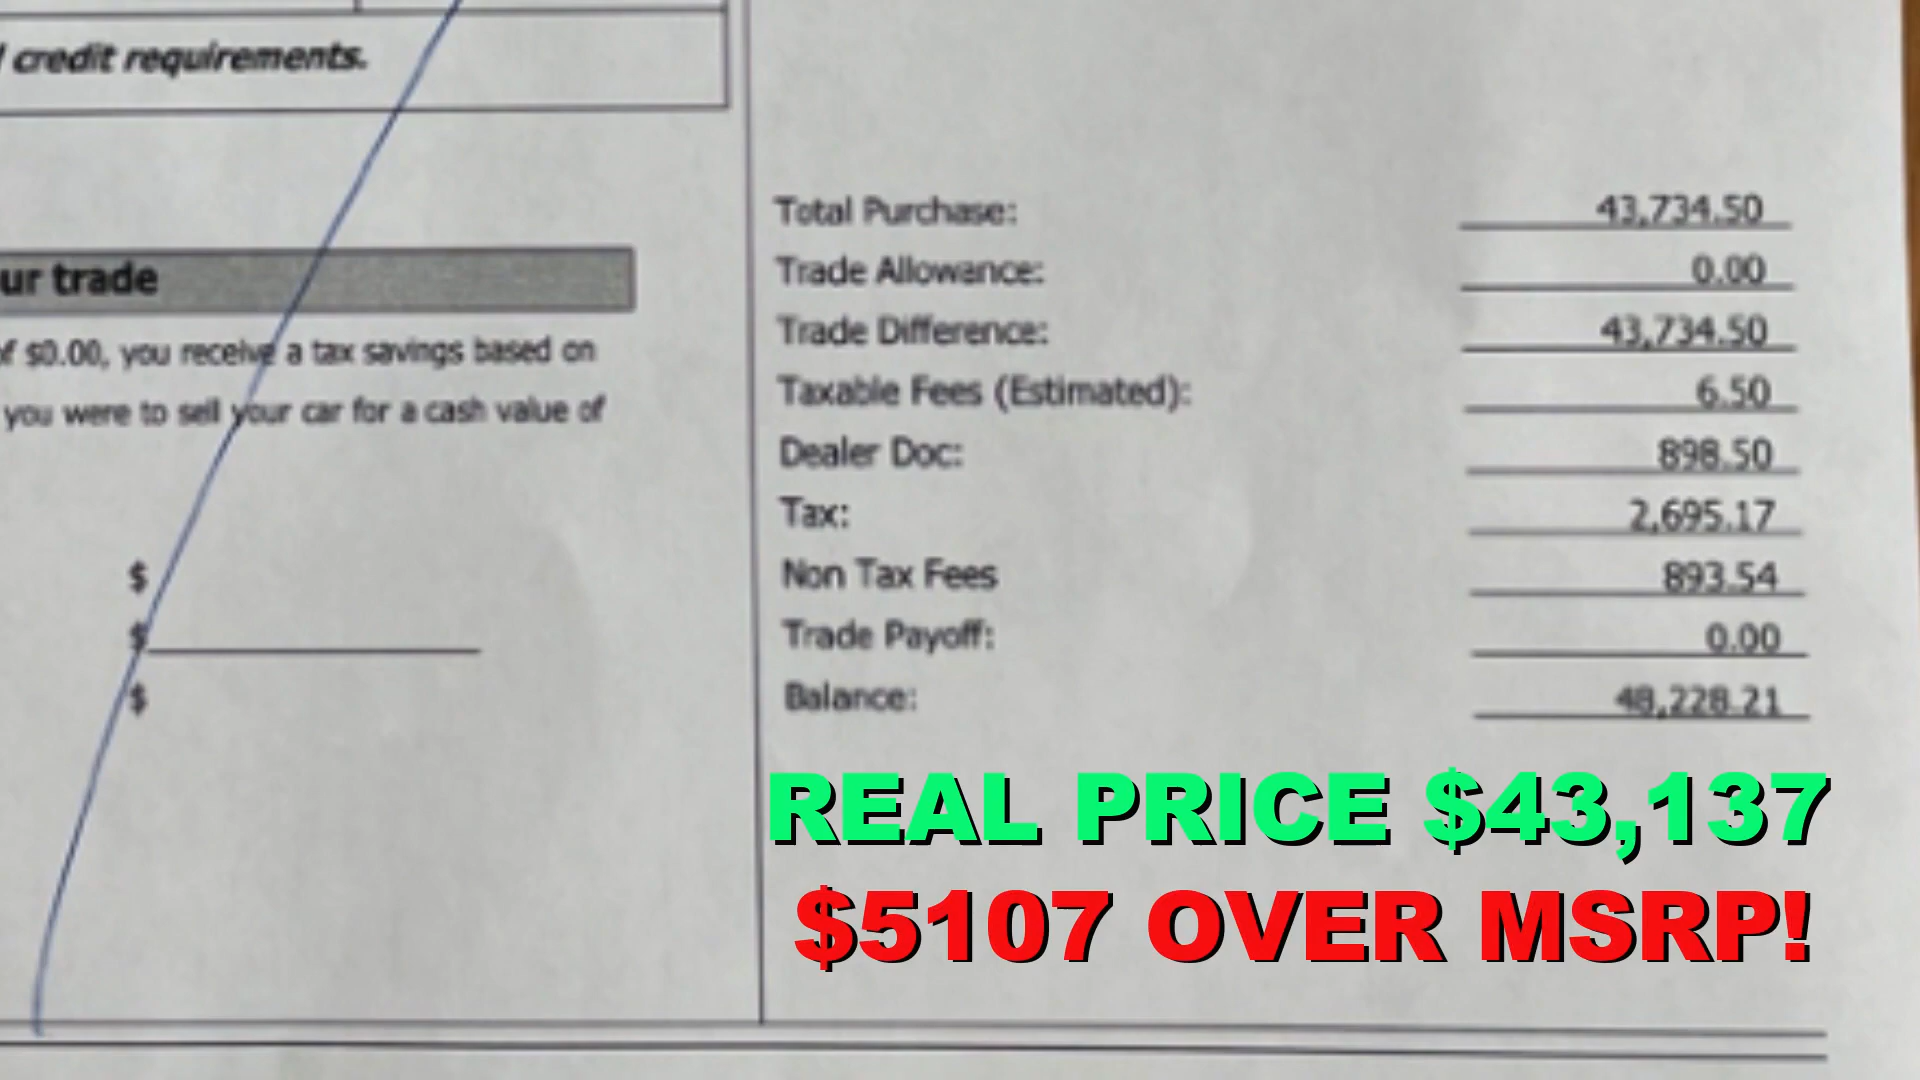 credit requirements.
ur trade
of $0.00, you receive a tax savings based on
you were to sell your car for a cash value of
$
$
$
Total Purchase: 43,734.50
Trade Allowance: 0.00
Trade Difference: 43,734.50
Taxable Fees (Estimated): 6.50
Dealer Doc: 898.50
Tax: 2,695.17
Non Tax Fees 893.54
Trade Payoff: 0.00
Balance: 48,228.21
REAL PRICE $43,137
$5107 OVER MSRP!